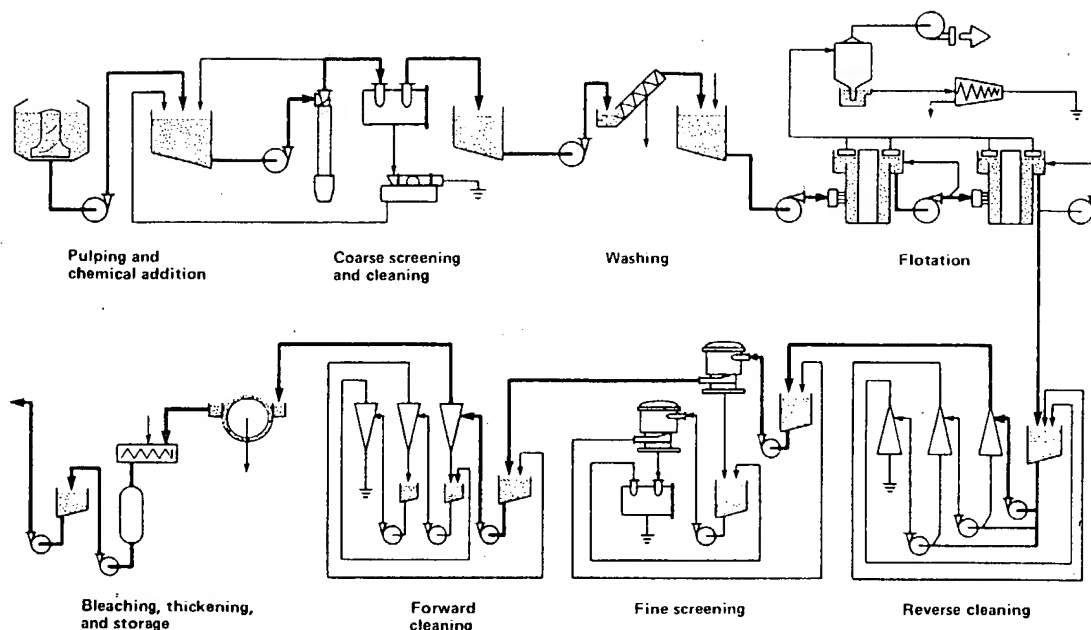 Pulping and
chemical addition
Coarse screening
and cleaning
Washing
Flotation
Bleaching, thickening,
and storage
Forward
cleaning
Fine screening
Reverse cleaning